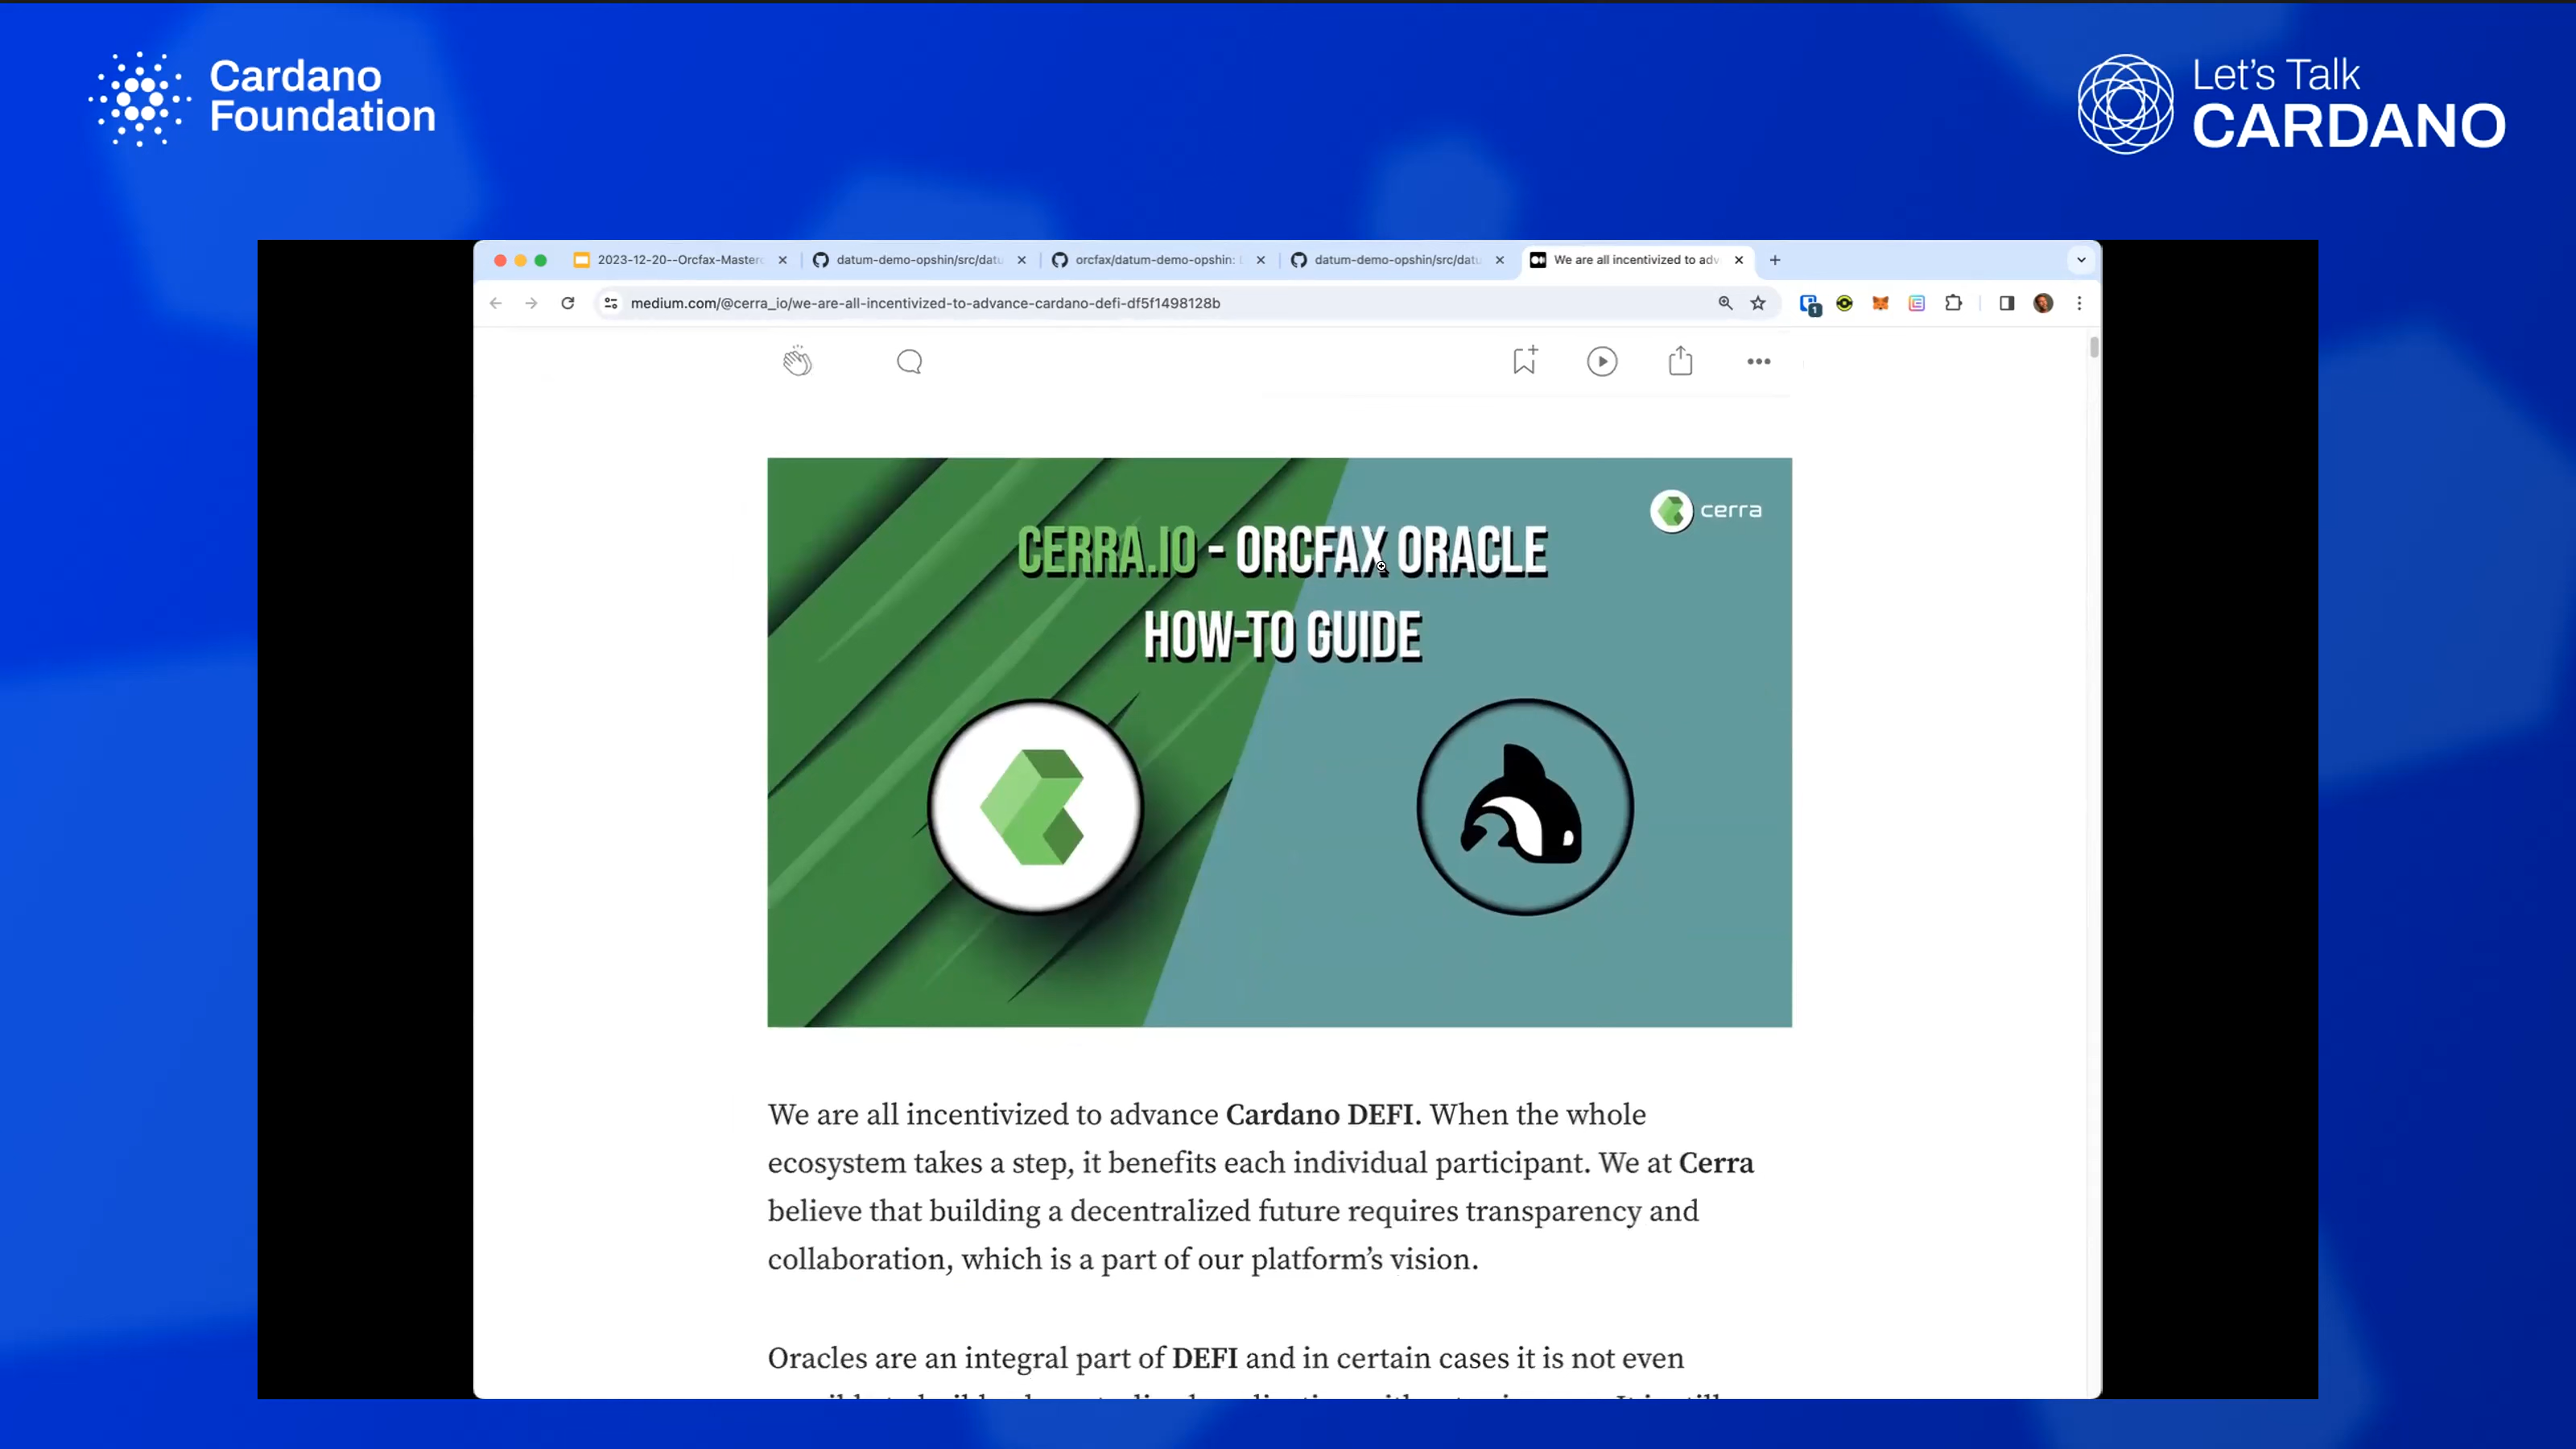 Cardano
Foundation
Let's Talk
CARDANO
2023-12-20--Orcfax-Masterc
datum-demo-opshin/src/datu
orcfax/datum-demo-opshin:
datum-demo-opshin/src/datu
We are all incentivized to adv
medium.com/@cerra_io/we-are-all-incentivized-to-advance-cardano-defi-df5f1498128b
1
cerra
CERRA.IO - ORCFAX ORACLE
HOW-TO GUIDE
We are all incentivized to advance Cardano DEFI. When the whole
ecosystem takes a step, it benefits each individual participant. We at Cerra
believe that building a decentralized future requires transparency and
collaboration, which is a part of our platform’s vision.
Oracles are an integral part of DEFI and in certain cases it is not even